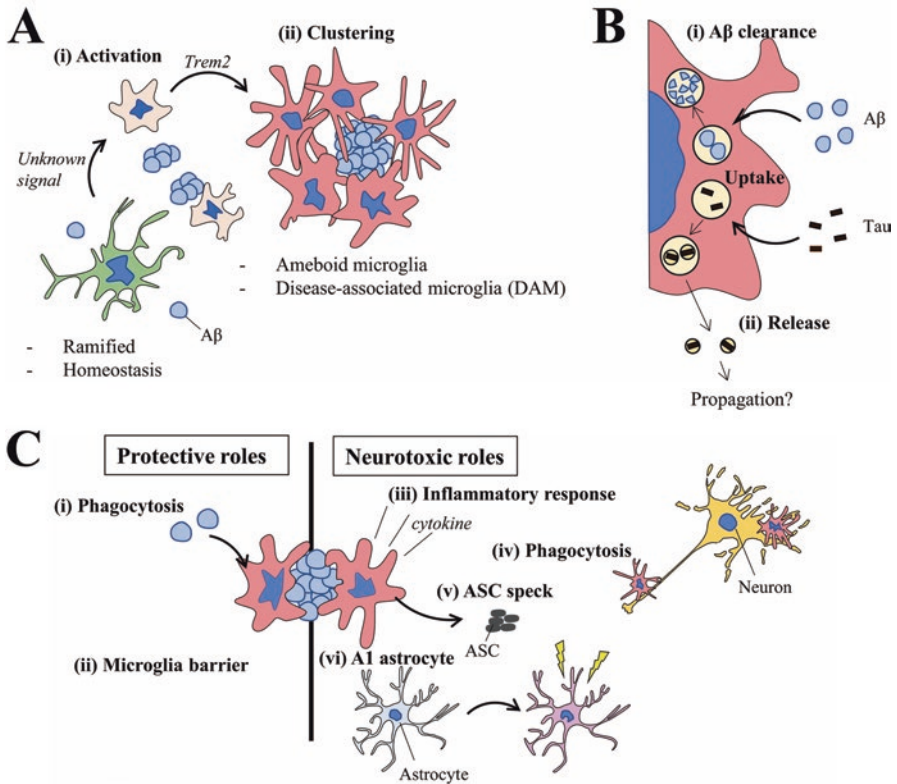 A
(i) Activation
Trem2
(ii) Clustering
Unknown
signal
Aβ
- Ramified
- Homeostasis
- Ameboid microglia
- Disease-associated microglia (DAM)
B
(i) Aβ clearance
Aβ
Uptake
Tau
(ii) Release
Propagation?
C
Protective roles
Neurotoxic roles
(i) Phagocytosis
(ii) Microglia barrier
(iii) Inflammatory response
cytokine
(iv) Phagocytosis
Neuron
(v) ASC speck
ASC
(vi) A1 astrocyte
Astrocyte